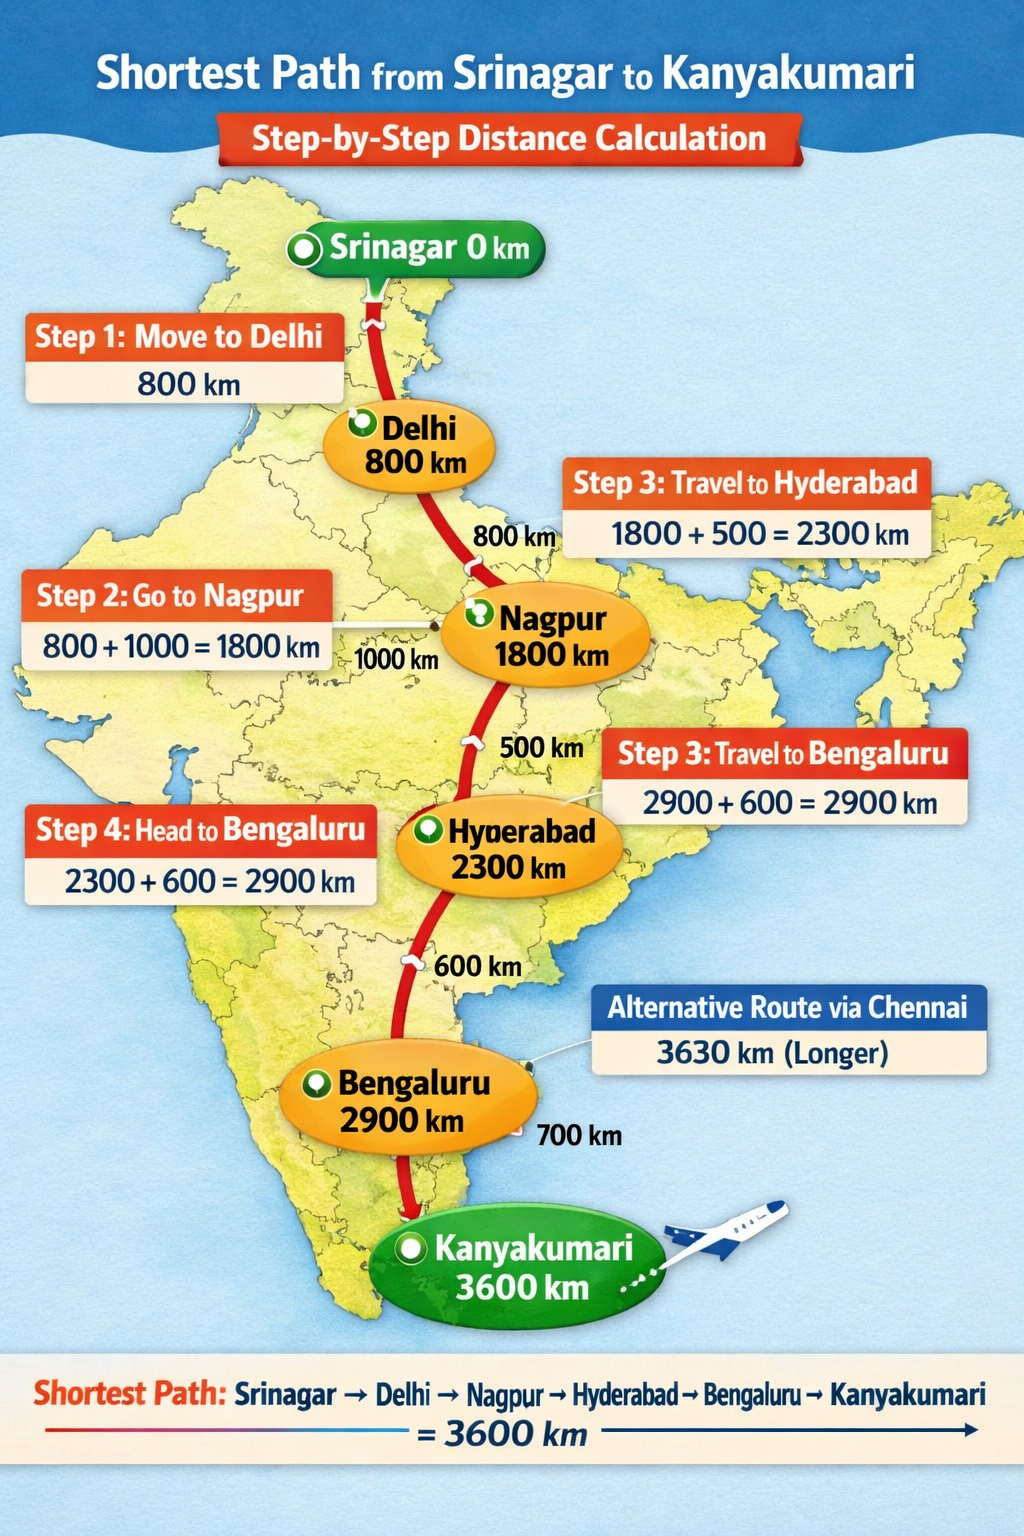 Shortest Path from Srinagar to Kanyakumari
Step-by-Step Distance Calculation
Srinagar 0 km
Step 1: Move to Delhi
800 km
Delhi
800 km
Step 3: Travel to Hyderabad
1800 + 500 = 2300 km
800 km
Step 2: Go to Nagpur
800 + 1000 = 1800 km
Nagpur
1800 km
1000 km
500 km
Step 3: Travel to Bengaluru
2900 + 600 = 2900 km
Step 4: Head to Bengaluru
2300 + 600 = 2900 km
Hyperabad
2300 km
600 km
Alternative Route via Chennai
3630 km (Longer)
Bengaluru
2900 km
700 km
Kanyakumari
3600 km
Shortest Path: Srinagar → Delhi → Nagpur → Hyderabad → Bengaluru → Kanyakumari
= 3600 km